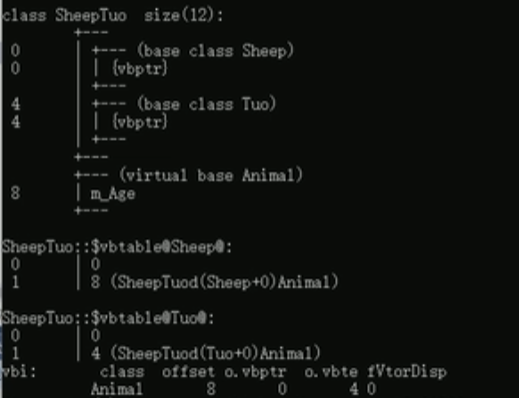 class SheepTuo  size(12):
        +---
 0      | +--- (base class Sheep)
 0      | | {vbptr}
        | +---
 4      | +--- (base class Tuo)
 4      | | {vbptr}
        | +---
        +---
        +--- (virtual base Animal)
 8      | m_Age
        +---
SheepTuo::$vbtable@Sheep@:
 0      | 0
 1      | 8 (SheepTuod(Sheep+0)Animal)
SheepTuo::$vbtable@Tuo@:
 0      | 0
 1      | 4 (SheepTuod(Tuo+0)Animal)
vbi:       class  offset o.vbptr  o.vbte fVtorDisp
          Animal       8       0       4 0